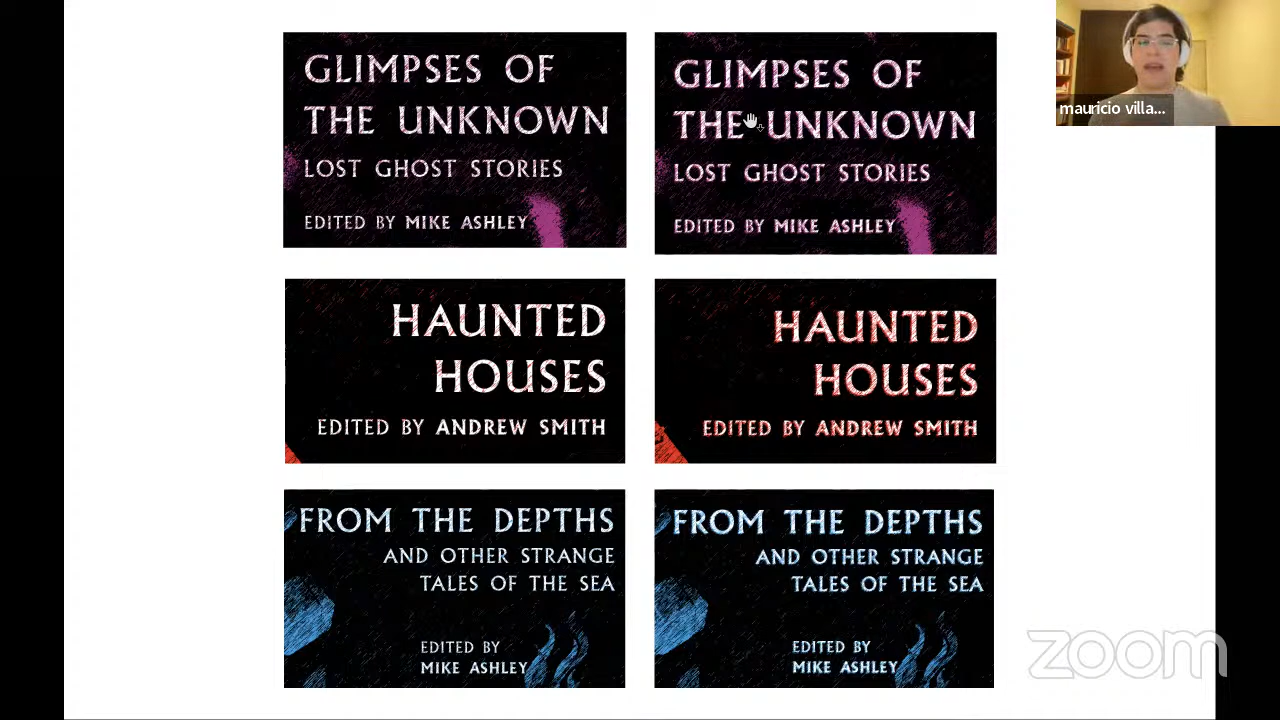 GLIMPSES OF
THE UNKNOWN
LOST GHOST STORIES
EDITED BY MIKE ASHLEY
GLIMPSES OF
THE UNKNOWN
LOST GHOST STORIES
EDITED BY MIKE ASHLEY
mauricio villa...
HAUNTED
HOUSES
EDITED BY ANDREW SMITH
HAUNTED
HOUSES
EDITED BY ANDREW SMITH
FROM THE DEPTHS
AND OTHER STRANGE
TALES OF THE SEA
EDITED BY
MIKE ASHLEY
FROM THE DEPTHS
AND OTHER STRANGE
TALES OF THE SEA
EDITED BY
MIKE ASHLEY
zoom